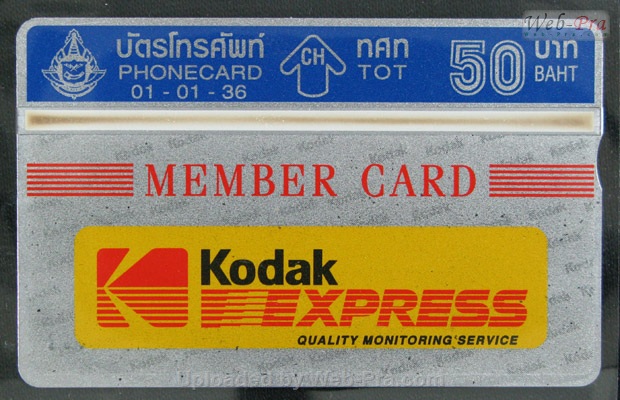 Web-Pra
บัตรโทรศัพท์
PHONECARD
01-01-36
CH
ทศท
TOT
50 บาท
BAHT
MEMBER CARD
Kodak
EXPRESS
QUALITY MONITORING SERVICE
Uploaded by Web-Pra.com